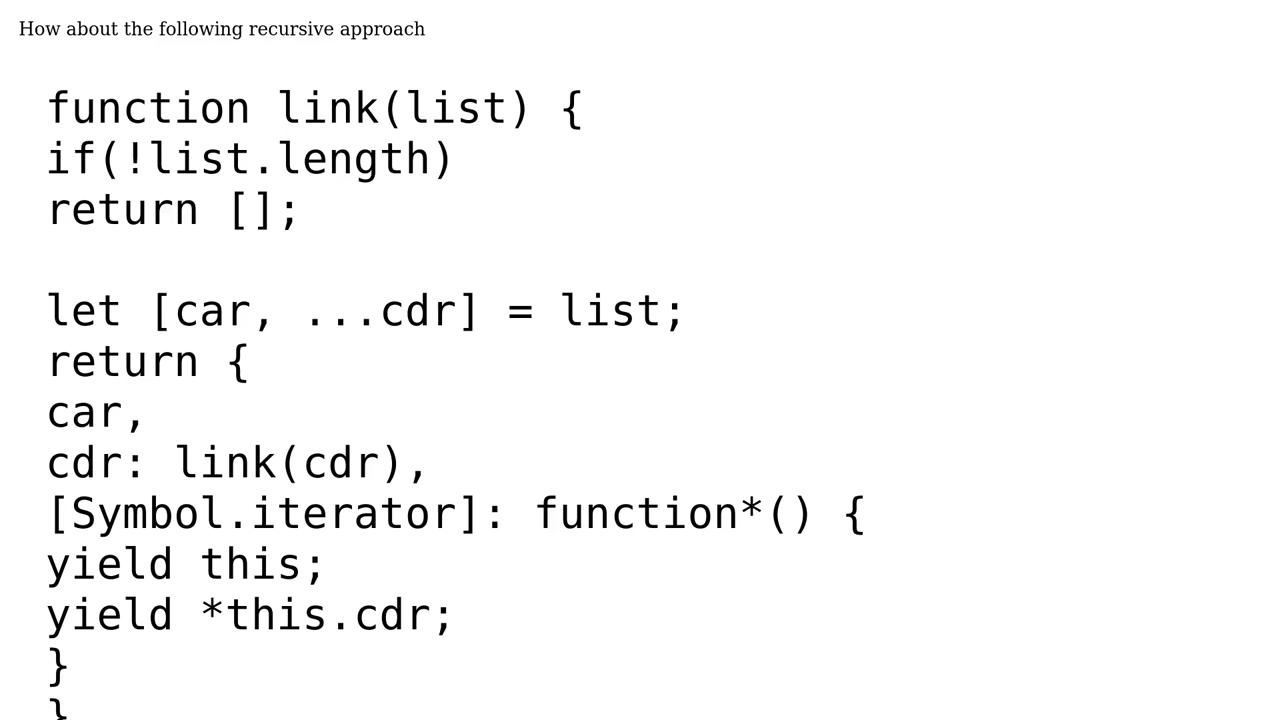 How about the following recursive approach
function link(list) {
if(!list.length)
return [];
let [car, ...cdr] = list;
return {
car,
cdr: link(cdr),
[Symbol.iterator]: function*() {
yield this;
yield *this.cdr;
}
}